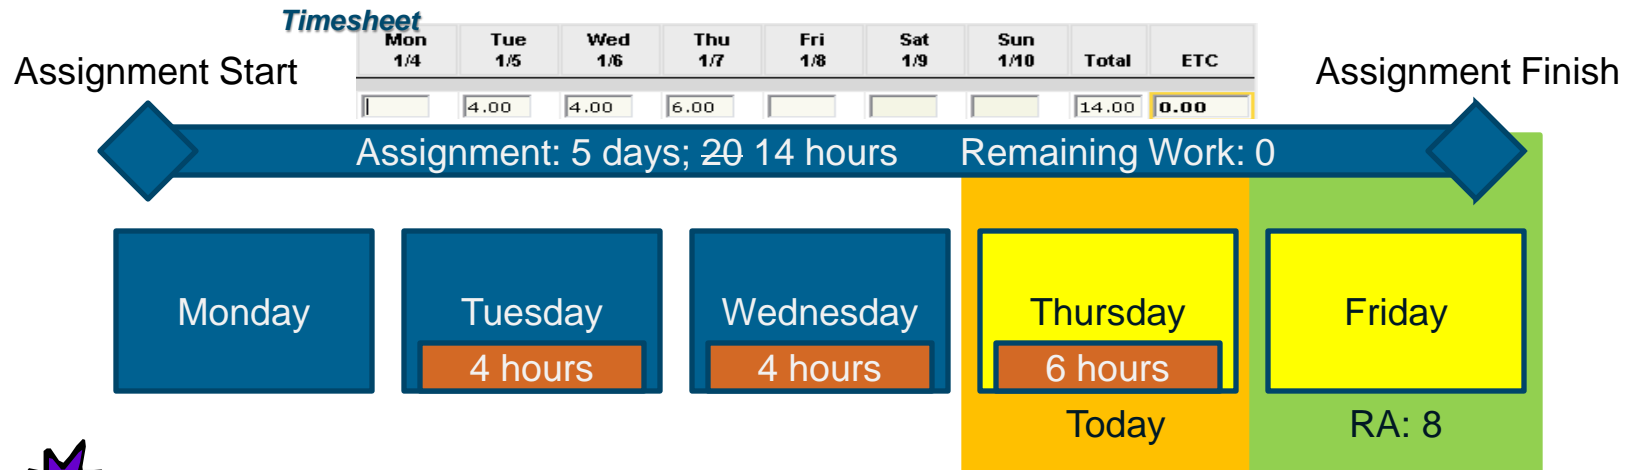 Timesheet
Mon Tue Wed Thu Fri Sat Sun
1/4 1/5 1/6 1/7 1/8 1/9 1/10 Total ETC
Assignment Start
Assignment Finish
4.00 4.00 6.00 14.00 0.00
Assignment: 5 days; 20 14 hours Remaining Work: 0
Monday Tuesday Wednesday Thursday Friday
4 hours 4 hours 6 hours
Today RA: 8